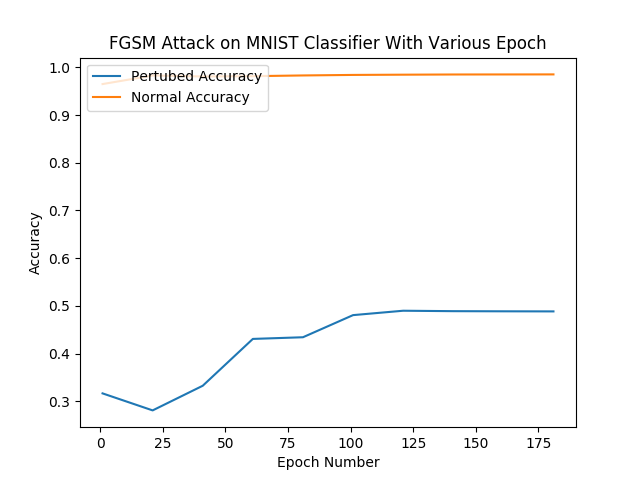 FGSM Attack on MNIST Classifier With Various Epoch
Pertubed Accuracy
Normal Accuracy
1.0
0.9
0.8
0.7
0.6
0.5
0.4
0.3
Accuracy
0 25 50 75 100 125 150 175
Epoch Number